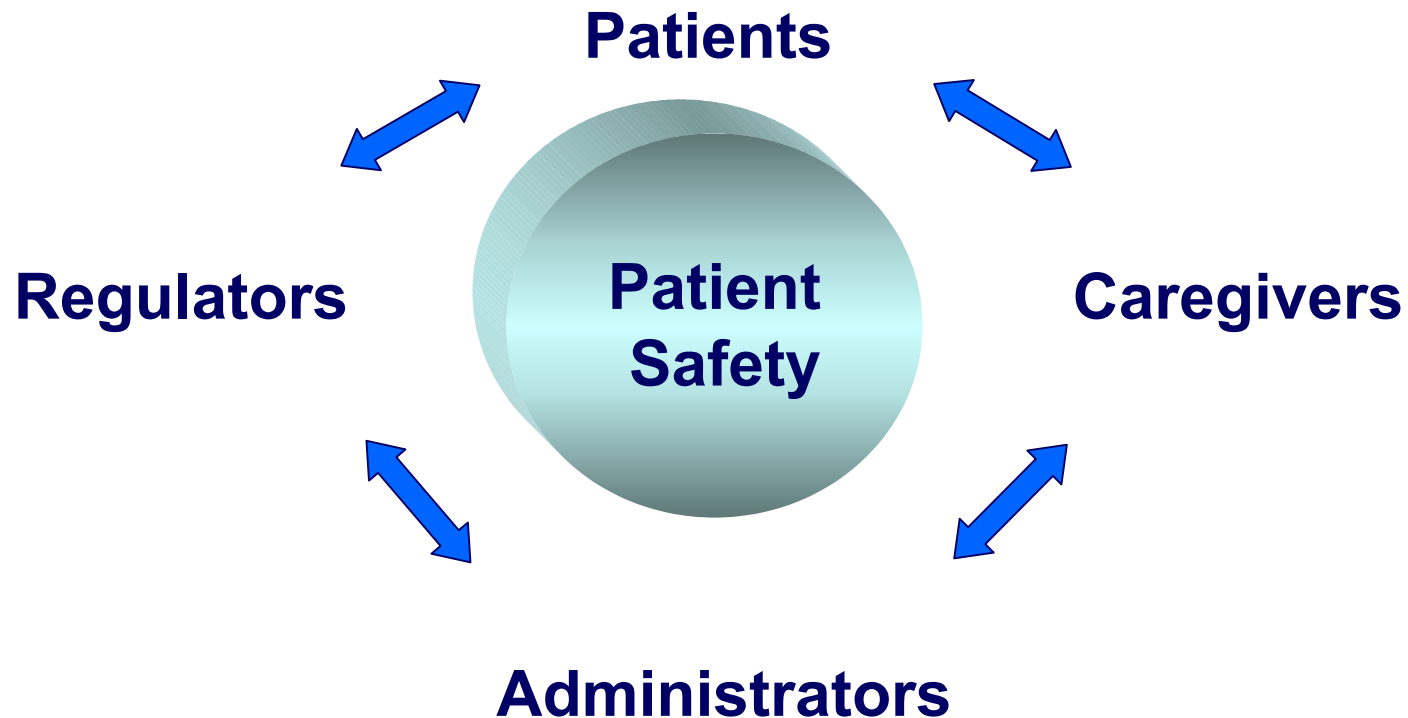 Patients
Regulators
Patient
Safety
Caregivers
Administrators